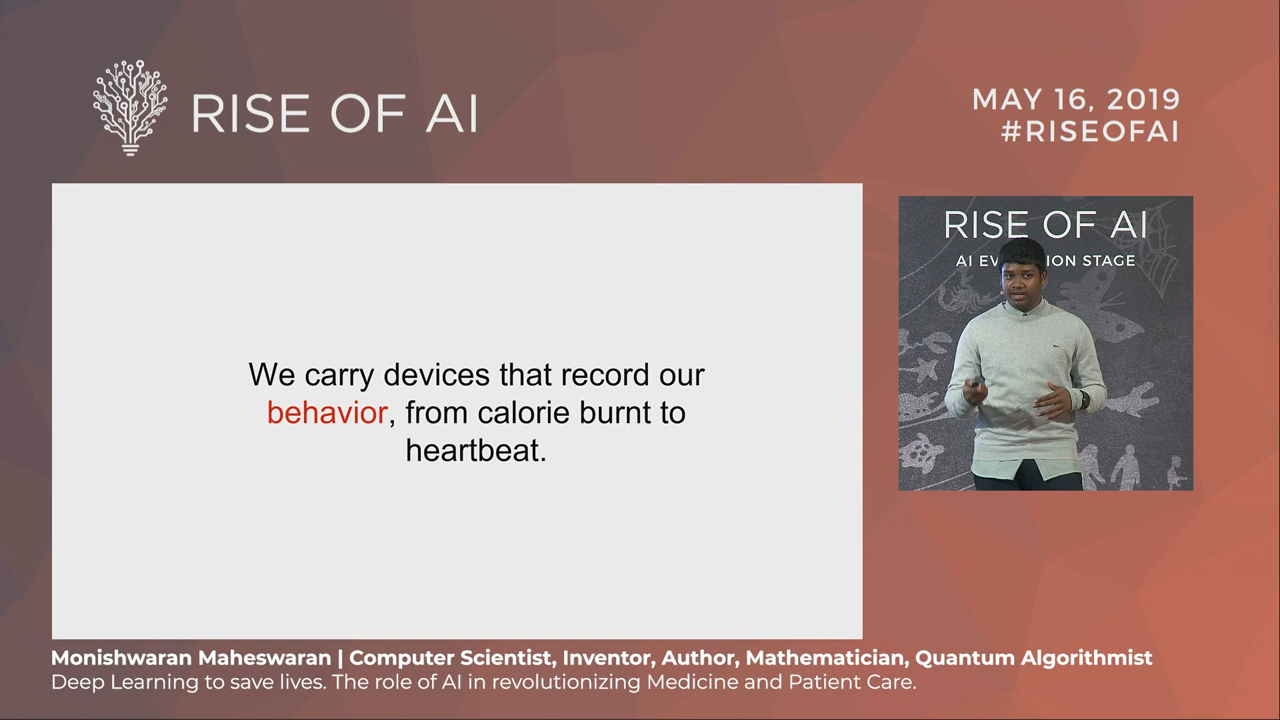 RISE OF AI
MAY 16, 2019
#RISEOFAI
We carry devices that record our
behavior, from calorie burnt to
heartbeat.
RISE OF AI
AI EV ION STAGE
Monishwaran Maheswaran | Computer Scientist, Inventor, Author, Mathematician, Quantum Algorithmist
Deep Learning to save lives. The role of AI in revolutionizing Medicine and Patient Care.